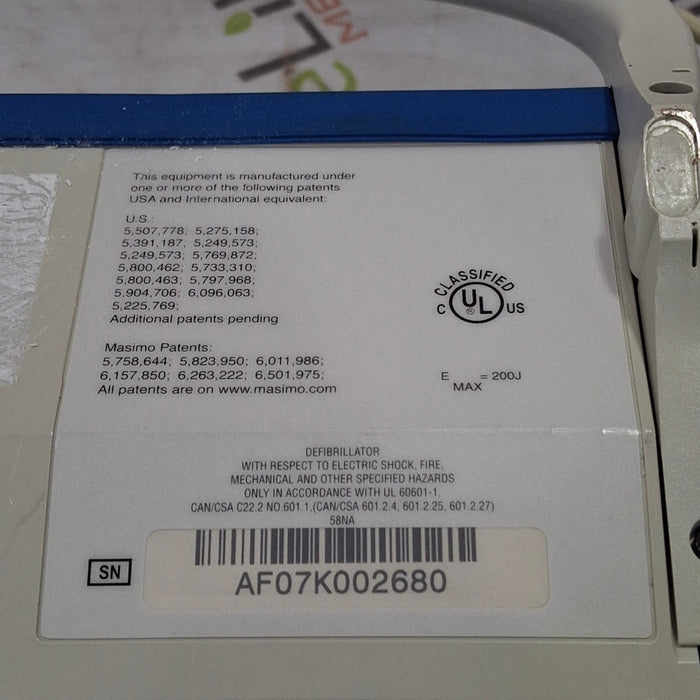 This equipment is manufactured under
one or more of the following patents
USA and International equivalent:
U.S.:
5,507,778; 5,275,158;
5,391,187; 5,249,573;
5,249,573; 5,769,872;
5,800,462; 5,733,310;
5,800,463; 5,797,968;
5,904,706; 6,096,063;
5,225,769;
Additional patents pending
Masimo Patents:
5,758,644; 5,823,950; 6,011,986;
6,157,850; 6,263,222; 6,501,975;
All patents are on www.masimo.com
CLASSIFIED
C UL ® US
E MAX = 200J
DEFIBRILLATOR
WITH RESPECT TO ELECTRIC SHOCK, FIRE,
MECHANICAL AND OTHER SPECIFIED HAZARDS
ONLY IN ACCORDANCE WITH UL 60601-1,
CAN/CSA C22.2 NO.601.1,(CAN/CSA 601.2.4, 601.2.25, 601.2.27)
58NA
SN
AF07K002680